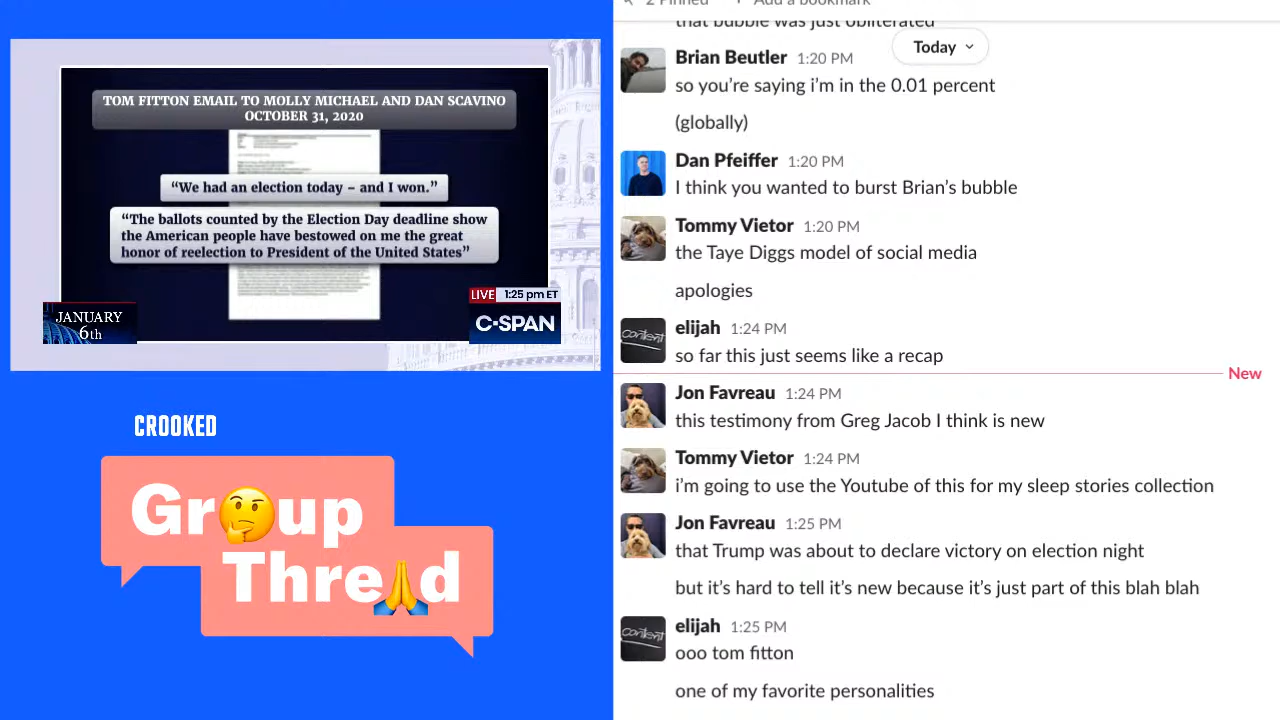 TOM FITTON EMAIL TO MOLLY MICHAEL AND DAN SCAVINO
OCTOBER 31, 2020
“We had an election today – and I won.”
“The ballots counted by the Election Day deadline show
the American people have bestowed on me the great
honor of reelection to President of the United States”
JANUARY
6th
LIVE 1:25 pm ET
C-SPAN
CROOKED
Gr🤔up
Thre🙏d
2 Pinned + Add a bookmark
that bubble was just obliterated
Today
Brian Beutler 1:20 PM
so you’re saying i’m in the 0.01 percent
(globally)
Dan Pfeiffer 1:20 PM
I think you wanted to burst Brian’s bubble
Tommy Vietor 1:20 PM
the Taye Diggs model of social media
apologies
elijah 1:24 PM
so far this just seems like a recap
New
Jon Favreau 1:24 PM
this testimony from Greg Jacob I think is new
Tommy Vietor 1:24 PM
i’m going to use the Youtube of this for my sleep stories collection
Jon Favreau 1:25 PM
that Trump was about to declare victory on election night
but it’s hard to tell it’s new because it’s just part of this blah blah
elijah 1:25 PM
ooo tom fitton
one of my favorite personalities
content
content